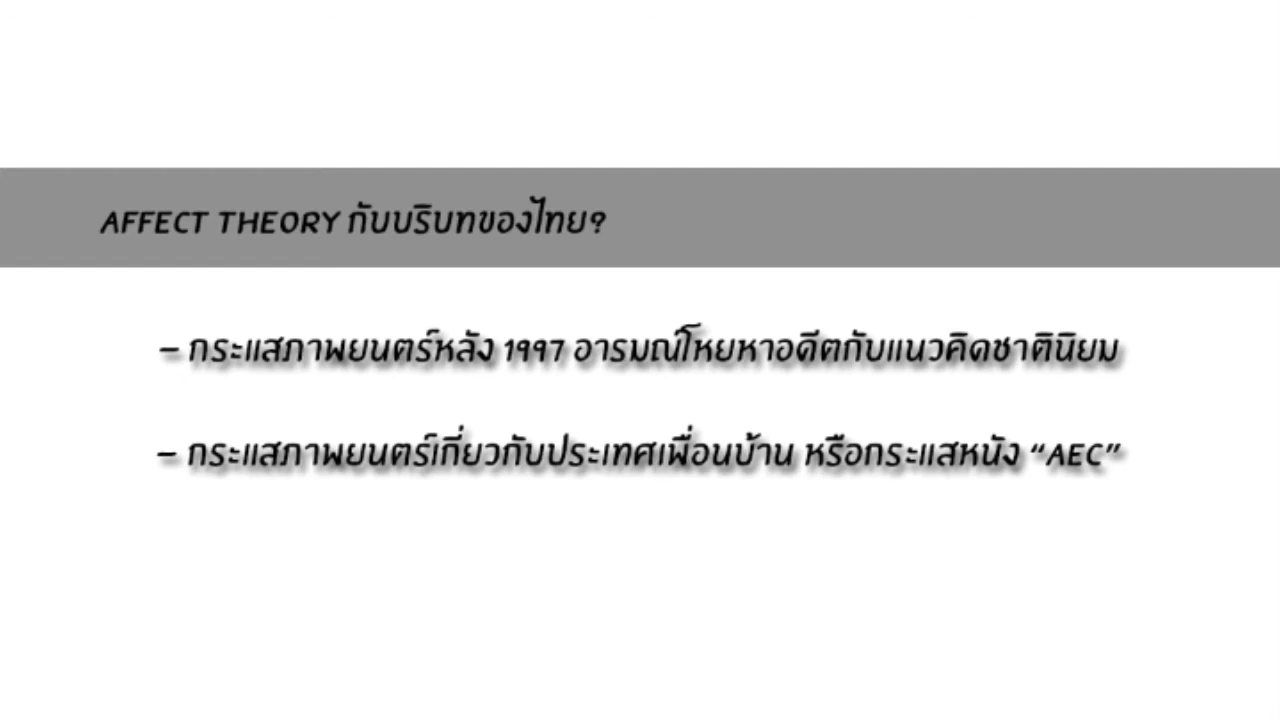 AFFECT THEORY กับบริบทของไทย?
– กระแสภาพยนตร์หลัง 1997 อารมณ์โหยหาอดีตกับแนวคิดชาตินิยม
– กระแสภาพยนตร์เกี่ยวกับประเทศเพื่อนบ้าน หรือกระแสหนัง “AEC”